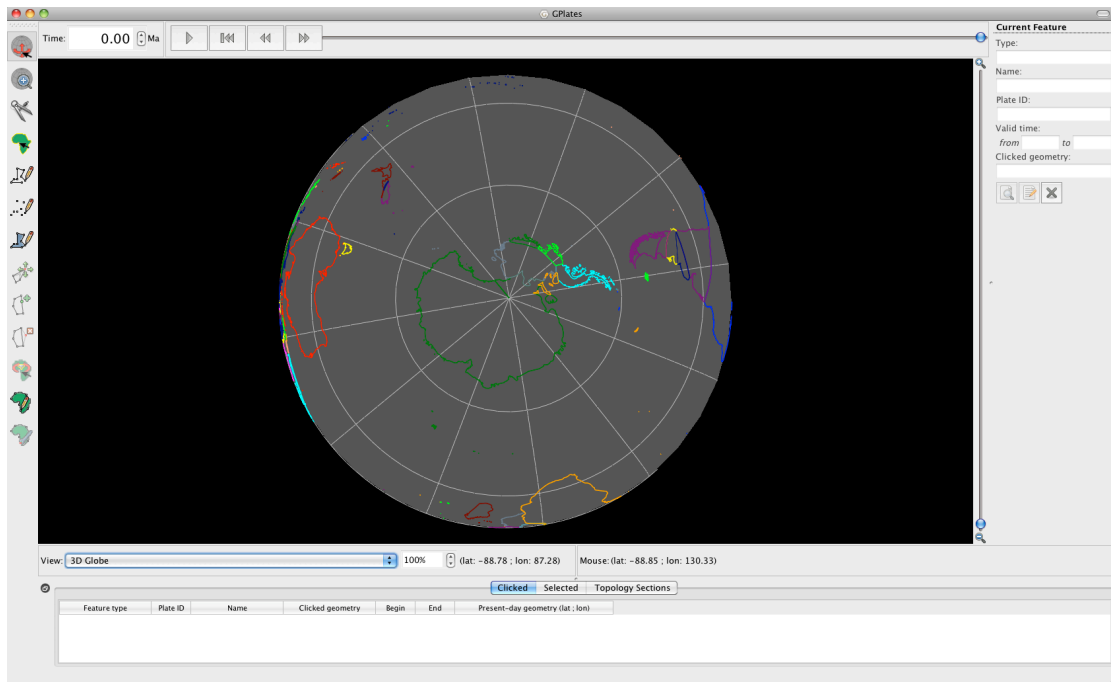 GPlates
Time: 0.00 Ma
Current Feature
Type:
Name:
Plate ID:
Valid time:
from to
Clicked geometry:
View: 3D Globe 100% (lat: -88.78 ; lon: 87.28) Mouse: (lat: -88.85 ; lon: 130.33)
Clicked Selected Topology Sections
Feature type Plate ID Name Clicked geometry Begin End Present-day geometry (lat ; lon)